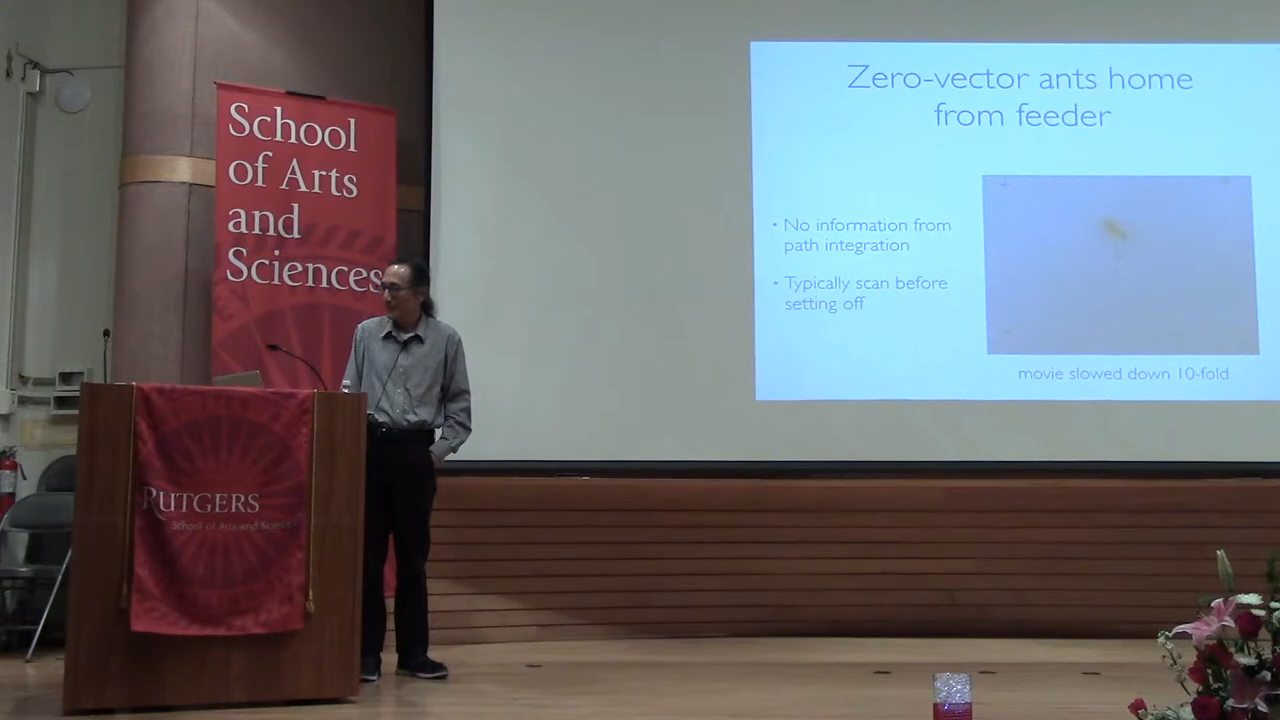 School
of Arts
and
Sciences
RUTGERS
School of Arts and Sciences
Zero-vector ants home
from feeder
• No information from
path integration
• Typically scan before
setting off
movie slowed down 10-fold